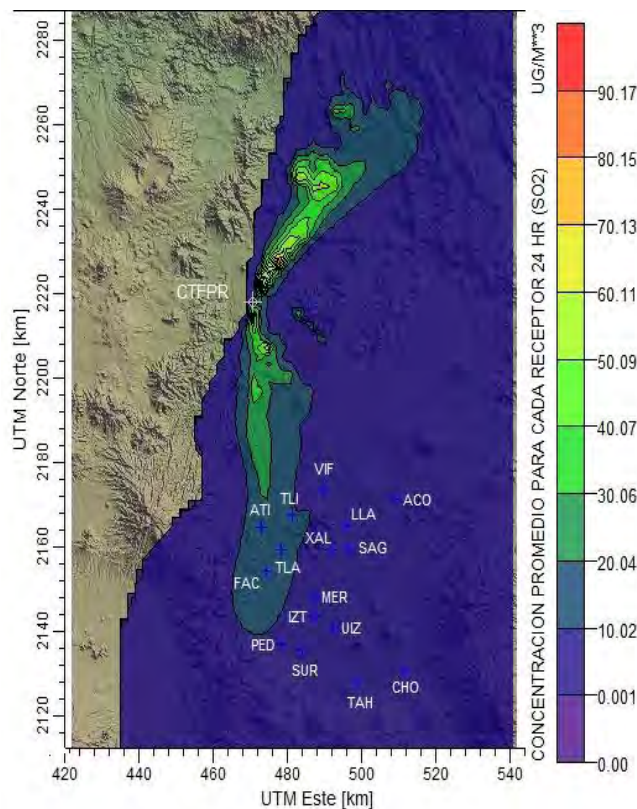 2280
2260
2240
2220
2200
2180
2160
2140
2120
UTM Norte [km]
CTFPR
VIF
ACO
TLI
ATI
LLA
XAL
SAG
TLA
FAC
MER
IZT
UIZ
PED
SUR
CHO
TAH
420 440 460 480 500 520 540
UTM Este [km]
CONCENTRACION PROMEDIO PARA CADA RECEPTOR 24 HR (SO2)
UG/M**3
90.17
80.15
70.13
60.11
50.09
40.07
30.06
20.04
10.02
0.001
0.00